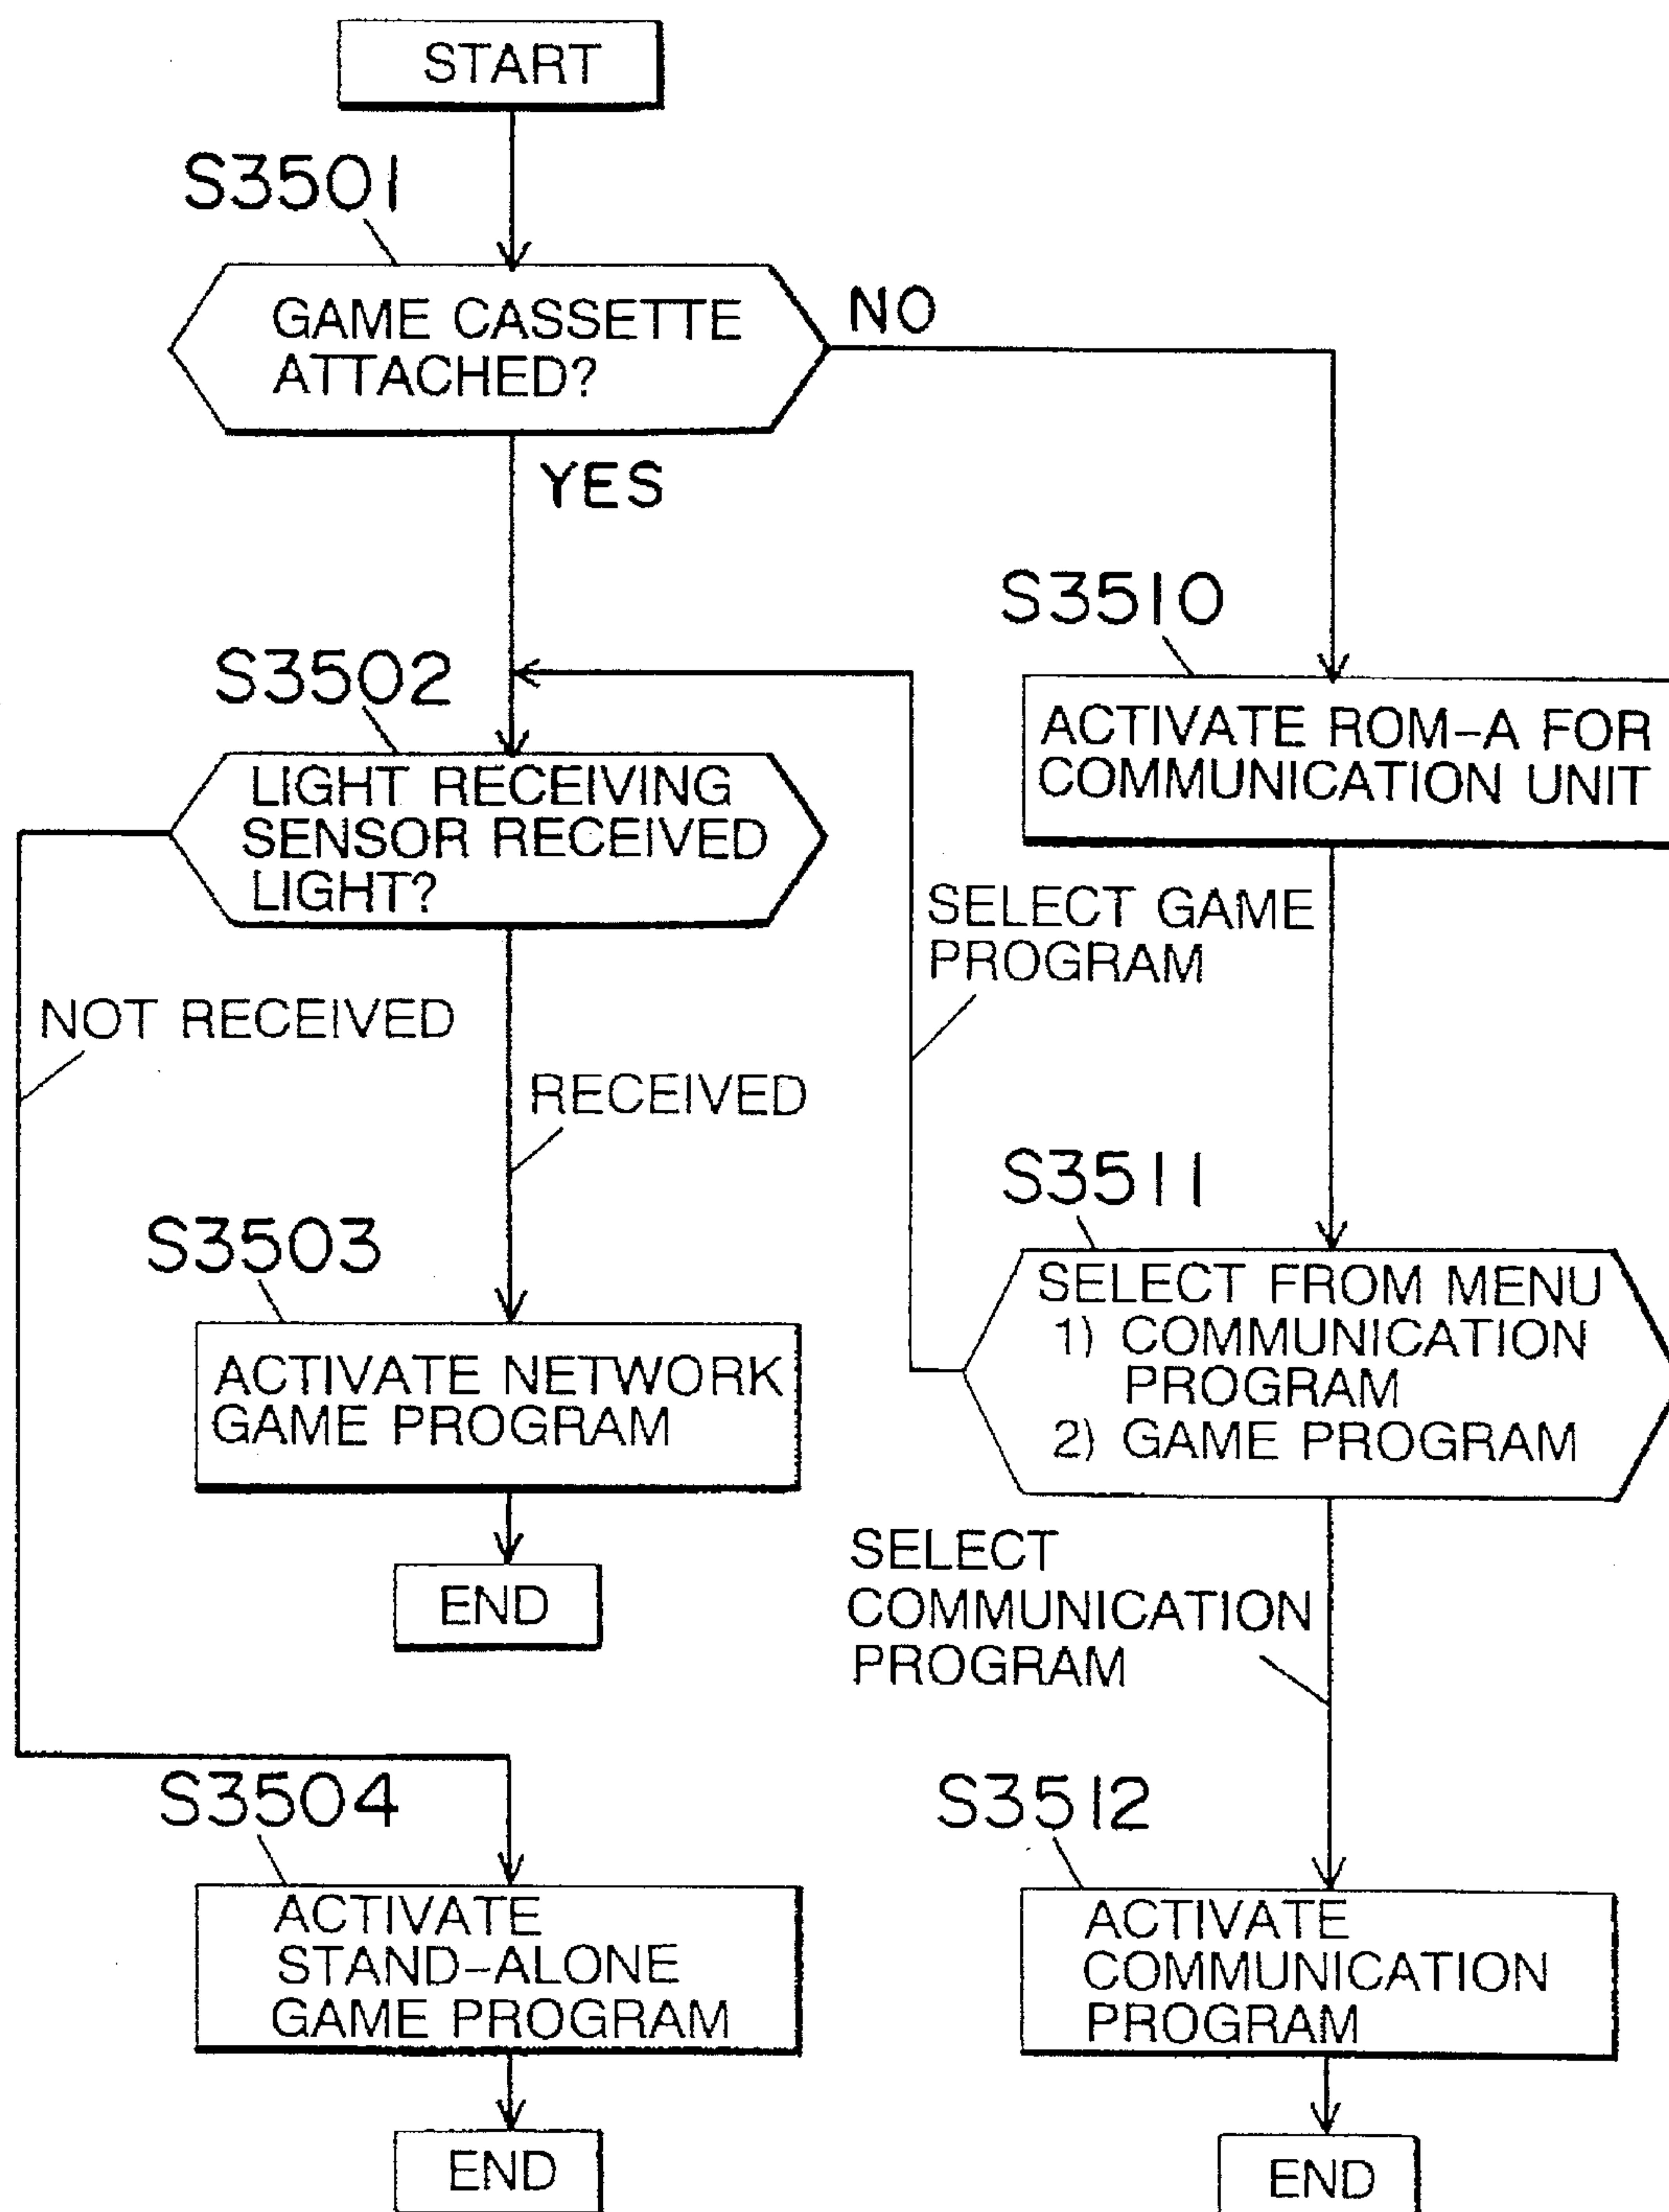 START
S3501
GAME CASSETTE
ATTACHED?
NO
YES
S3510
ACTIVATE ROM-A FOR
COMMUNICATION UNIT
S3502
LIGHT RECEIVING
SENSOR RECEIVED
LIGHT?
SELECT GAME
PROGRAM
NOT RECEIVED
RECEIVED
S3511
SELECT FROM MENU
1) COMMUNICATION
PROGRAM
2) GAME PROGRAM
S3503
ACTIVATE NETWORK
GAME PROGRAM
END
SELECT
COMMUNICATION
PROGRAM
S3504
ACTIVATE
STAND-ALONE
GAME PROGRAM
END
S3512
ACTIVATE
COMMUNICATION
PROGRAM
END